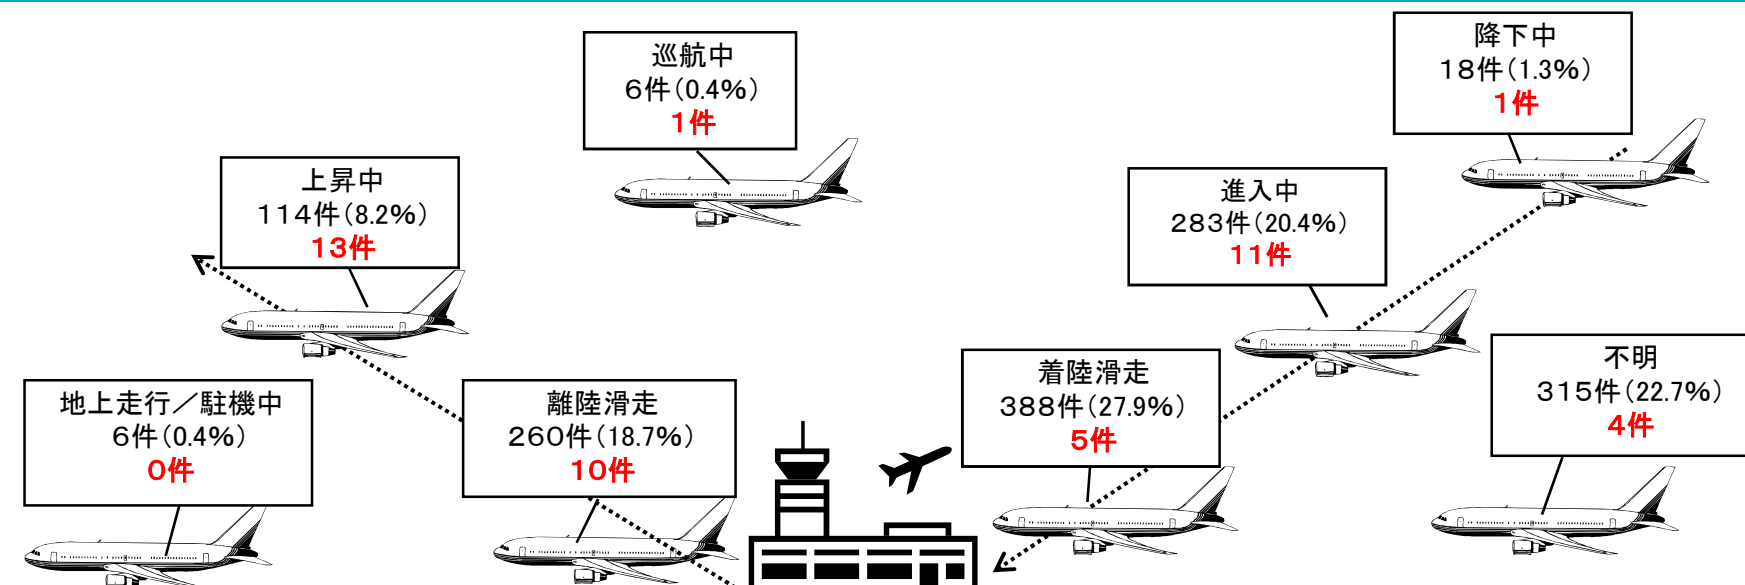 巡航中
6件(0.4%)
1件
降下中
18件(1.3%)
1件
上昇中
114件(8.2%)
13件
進入中
283件(20.4%)
11件
地上走行／駐機中
6件(0.4%)
0件
離陸滑走
260件(18.7%)
10件
着陸滑走
388件(27.9%)
5件
不明
315件(22.7%)
4件